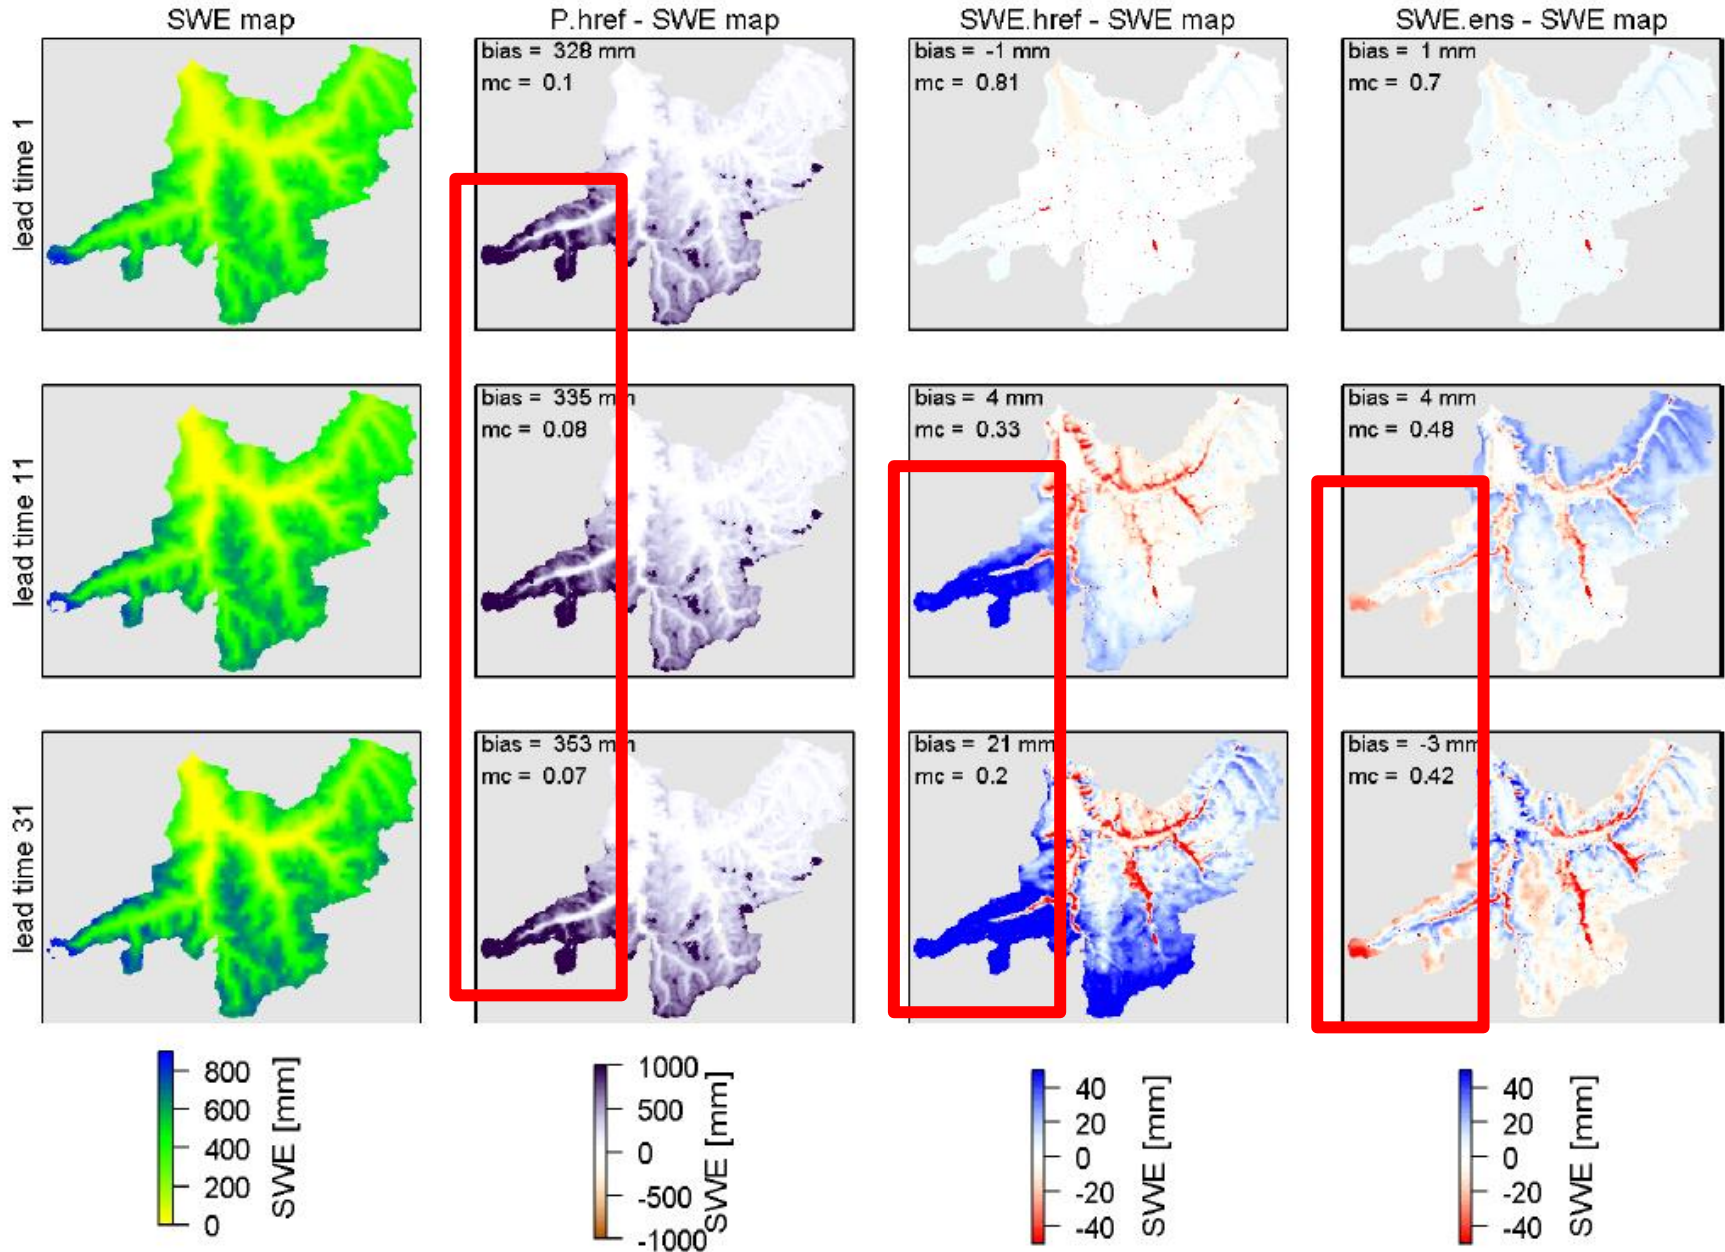 SWE map
P.href - SWE map
SWE.href - SWE map
SWE.ens - SWE map
lead time 1
bias = 328 mm
mc = 0.1
bias = -1 mm
mc = 0.81
bias = 1 mm
mc = 0.7
lead time 11
bias = 335 mm
mc = 0.08
bias = 4 mm
mc = 0.33
bias = 4 mm
mc = 0.48
lead time 31
bias = 353 mm
mc = 0.07
bias = 21 mm
mc = 0.2
bias = -3 mm
mc = 0.42
800
600
400
200
0
SWE [mm]
1000
500
0
-500
-1000
SWE [mm]
40
20
0
-20
-40
SWE [mm]
40
20
0
-20
-40
SWE [mm]